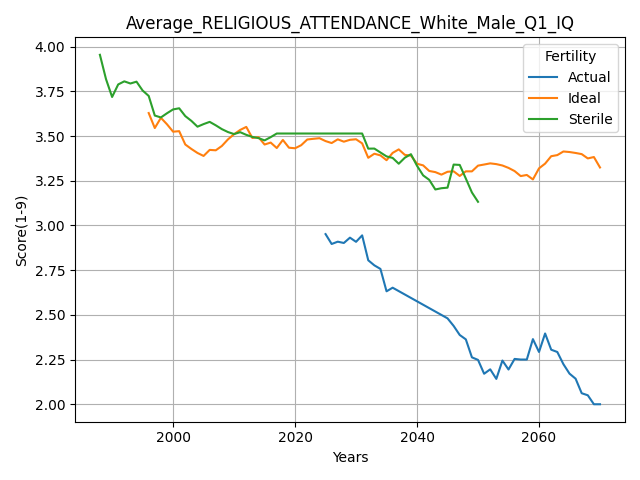 Average_RELIGIOUS_ATTENDANCE_White_Male_Q1_IQ
Fertility
Actual
Ideal
Sterile
Score(1-9)
4.00
3.75
3.50
3.25
3.00
2.75
2.50
2.25
2.00
2000
2020
2040
2060
Years